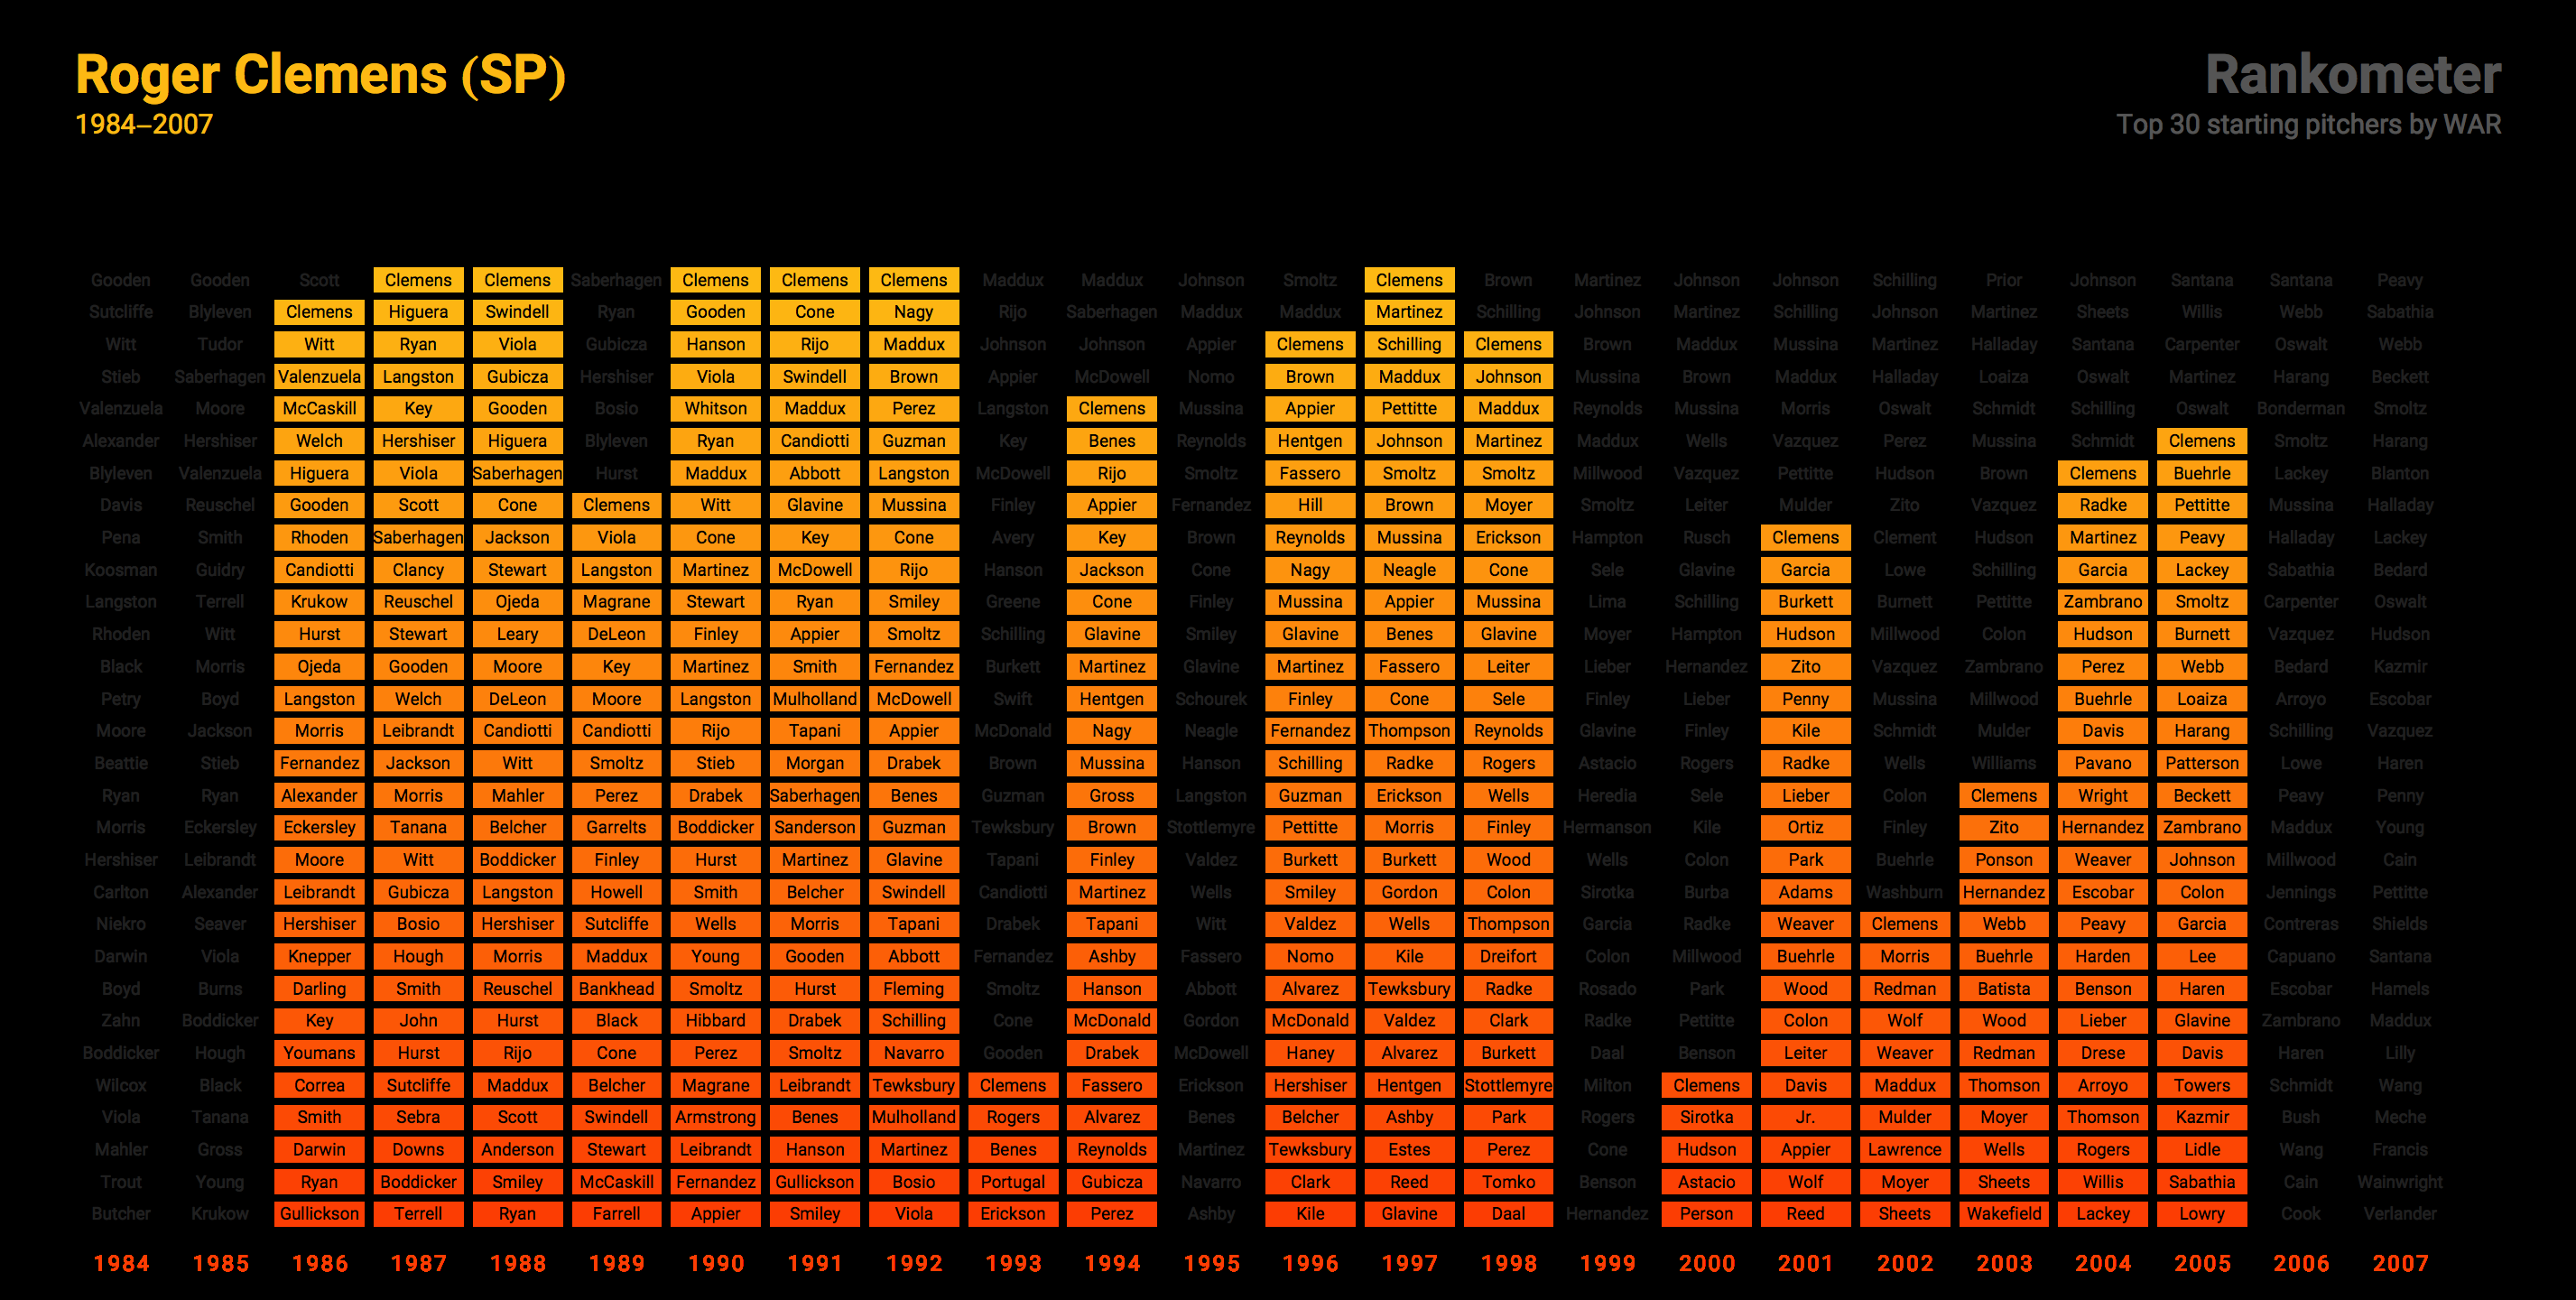 Roger Clemens (SP)
1984–2007
Rankometer
Top 30 starting pitchers by WAR
Gooden Gooden Scott Clemens Clemens Saberhagen Clemens Clemens Clemens Maddux Maddux Johnson Smoltz Clemens Brown Martinez Johnson Johnson Schilling Prior Johnson Santana Santana Peavy
Sutcliffe Blyleven Clemens Higuera Swindell Ryan Gooden Cone Nagy Rijo Saberhagen Maddux Maddux Martinez Schilling Johnson Martinez Schilling Johnson Martinez Sheets Willis Webb Sabathia
Witt Tudor Witt Ryan Viola Gubicza Hanson Rijo Maddux Johnson Johnson Appier Clemens Schilling Clemens Brown Maddux Mussina Martinez Halladay Santana Carpenter Oswalt Webb
Stieb Saberhagen Valenzuela Langston Gubicza Hershiser Viola Swindell Brown Appier McDowell Nomo Brown Maddux Johnson Mussina Brown Maddux Halladay Loaiza Oswalt Martinez Harang Beckett
Valenzuela Moore McCaskill Key Gooden Bosio Whitson Maddux Perez Langston Clemens Mussina Appier Pettitte Maddux Reynolds Mussina Morris Oswalt Schmidt Schilling Oswalt Bonderman Smoltz
Alexander Hershiser Welch Hershiser Higuera Blyleven Ryan Candiotti Guzman Key Benes Reynolds Hentgen Johnson Martinez Maddux Wells Vazquez Perez Mussina Schmidt Clemens Smoltz Harang
Blyleven Valenzuela Higuera Viola Saberhagen Hurst Maddux Abbott Langston McDowell Rijo Smoltz Fassero Smoltz Smoltz Millwood Vazquez Pettitte Hudson Brown Clemens Buehrle Lackey Blanton
Davis Reuschel Gooden Scott Cone Clemens Witt Glavine Mussina Finley Appier Fernandez Hill Brown Moyer Smoltz Leiter Mulder Zito Vazquez Radke Pettitte Mussina Halladay
Pena Smith Rhoden Saberhagen Jackson Viola Cone Key Cone Avery Key Brown Reynolds Mussina Erickson Hampton Rusch Clemens Clement Hudson Martinez Peavy Halladay Lackey
Koosman Guidry Candiotti Clancy Stewart Langston Martinez McDowell Rijo Hanson Jackson Cone Nagy Neagle Cone Sele Glavine Garcia Lowe Schilling Garcia Lackey Sabathia Bedard
Langston Terrell Krukow Reuschel Ojeda Magrane Stewart Ryan Smiley Greene Cone Finley Mussina Appier Mussina Lima Schilling Burkett Burnett Pettitte Zambrano Smoltz Carpenter Oswalt
Rhoden Witt Hurst Stewart Leary DeLeon Finley Appier Smoltz Schilling Glavine Smiley Glavine Benes Glavine Moyer Hampton Hudson Millwood Colon Hudson Burnett Vazquez Hudson
Black Morris Ojeda Gooden Moore Key Martinez Smith Fernandez Burkett Martinez Glavine Martinez Fassero Leiter Lieber Hernandez Zito Vazquez Zambrano Perez Webb Bedard Kazmir
Petry Boyd Langston Welch DeLeon Moore Langston Mulholland McDowell Swift Hentgen Schourek Finley Cone Sele Finley Lieber Penny Mussina Millwood Buehrle Loaiza Arroyo Escobar
Moore Jackson Morris Leibrandt Candiotti Candiotti Rijo Tapani Appier McDonald Nagy Neagle Fernandez Thompson Reynolds Glavine Finley Kile Schmidt Mulder Davis Harang Schilling Vazquez
Beattie Stieb Fernandez Jackson Witt Smoltz Stieb Morgan Drabek Brown Mussina Hanson Schilling Radke Rogers Astacio Rogers Radke Wells Williams Pavano Patterson Lowe Haren
Ryan Ryan Alexander Morris Mahler Perez Drabek Saberhagen Benes Guzman Gross Langston Guzman Erickson Wells Heredia Sele Lieber Colon Clemens Wright Beckett Peavy Penny
Morris Eckersley Eckersley Tanana Belcher Garrelts Boddicker Sanderson Guzman Tewksbury Brown Stottlemyre Pettitte Morris Finley Hermanson Kile Ortiz Finley Zito Hernandez Zambrano Maddux Young
Hershiser Leibrandt Moore Witt Boddicker Finley Hurst Martinez Glavine Tapani Finley Valdez Burkett Burkett Wood Wells Colon Park Buehrle Ponson Weaver Johnson Millwood Cain
Carlton Alexander Leibrandt Gubicza Langston Howell Smith Belcher Swindell Candiotti Martinez Wells Smiley Gordon Colon Sirotka Burba Adams Washburn Hernandez Escobar Colon Jennings Pettitte
Niekro Seaver Hershiser Bosio Hershiser Sutcliffe Wells Morris Tapani Drabek Tapani Witt Valdez Wells Thompson Garcia Radke Weaver Clemens Webb Peavy Garcia Contreras Shields
Darwin Viola Knepper Hough Morris Maddux Young Gooden Abbott Fernandez Ashby Fassero Nomo Kile Dreifort Colon Millwood Buehrle Morris Buehrle Harden Lee Capuano Santana
Boyd Burns Darling Smith Reuschel Bankhead Smoltz Hurst Fleming Smoltz Hanson Abbott Alvarez Tewksbury Radke Rosado Park Wood Redman Batista Benson Haren Escobar Hamels
Zahn Boddicker Key John Hurst Black Hibbard Drabek Schilling Cone McDonald Gordon McDonald Valdez Clark Radke Pettitte Colon Wolf Wood Lieber Glavine Zambrano Maddux
Boddicker Hough Youmans Hurst Rijo Cone Perez Smoltz Navarro Gooden Drabek McDowell Haney Alvarez Burkett Daal Benson Leiter Weaver Redman Drese Davis Haren Lilly
Wilcox Black Correa Sutcliffe Maddux Belcher Magrane Leibrandt Tewksbury Clemens Fassero Erickson Hershiser Hentgen Stottlemyre Milton Clemens Davis Maddux Thomson Arroyo Towers Schmidt Wang
Viola Tanana Smith Sebra Scott Swindell Armstrong Benes Mulholland Rogers Alvarez Benes Belcher Ashby Park Rogers Sirotka Jr. Mulder Moyer Thomson Kazmir Bush Meche
Mahler Gross Darwin Downs Anderson Stewart Leibrandt Hanson Martinez Benes Reynolds Martinez Tewksbury Estes Perez Cone Hudson Appier Lawrence Wells Rogers Lidle Wang Francis
Trout Young Ryan Boddicker Smiley McCaskill Fernandez Gullickson Bosio Portugal Gubicza Navarro Clark Reed Tomko Benson Astacio Wolf Moyer Sheets Willis Sabathia Cain Wainwright
Butcher Krukow Gullickson Terrell Ryan Farrell Appier Smiley Viola Erickson Perez Ashby Kile Glavine Daal Hernandez Person Reed Sheets Wakefield Lackey Lowry Cook Verlander
1984 1985 1986 1987 1988 1989 1990 1991 1992 1993 1994 1995 1996 1997 1998 1999 2000 2001 2002 2003 2004 2005 2006 2007